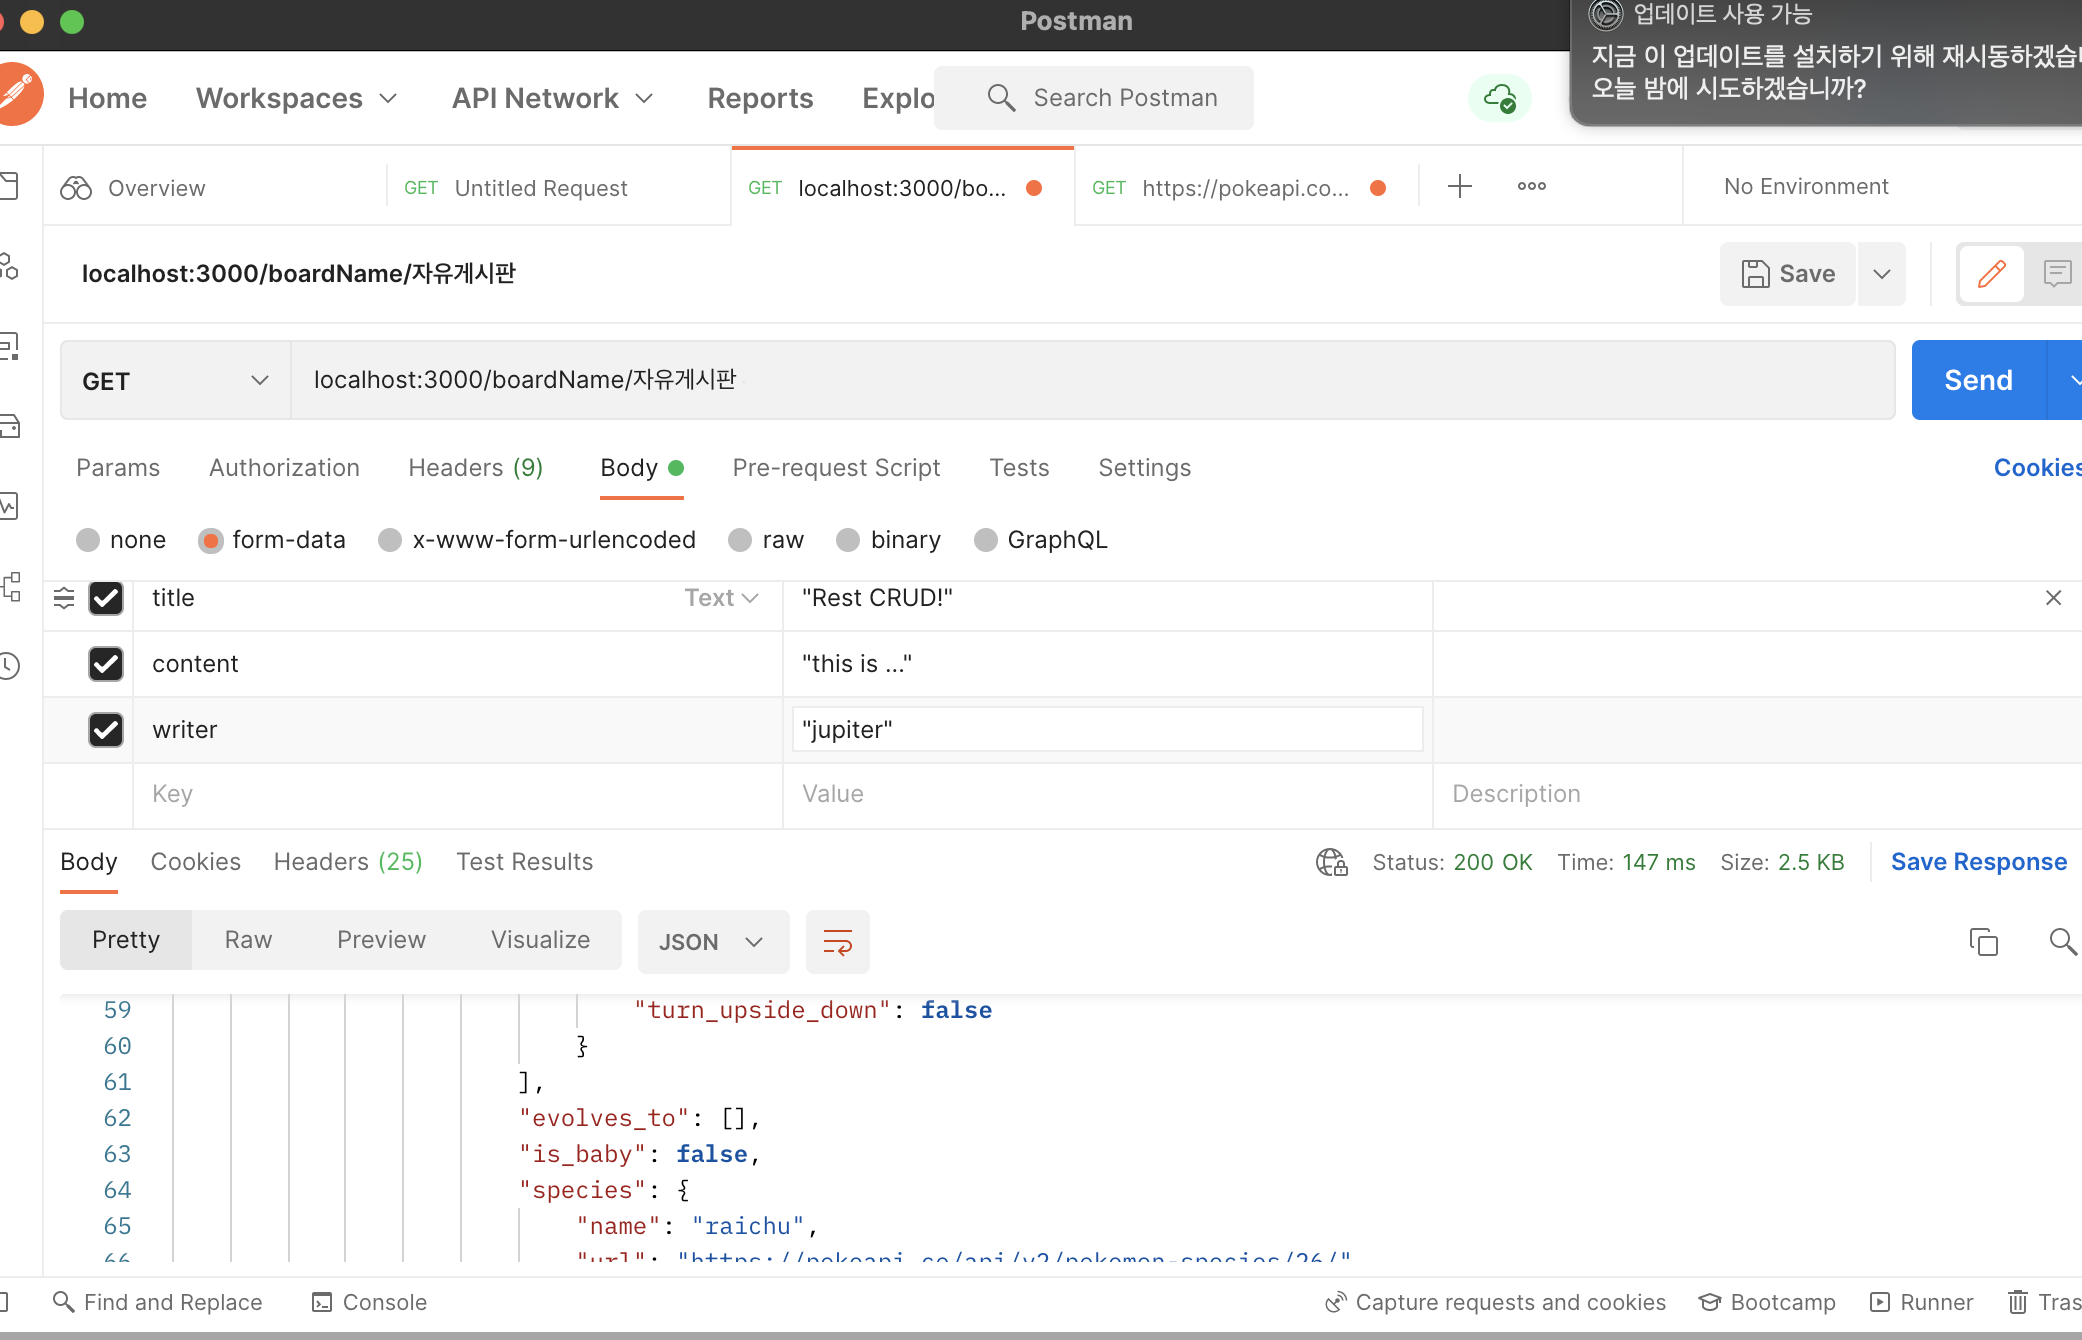 Postman
업데이트 사용 가능
지금 이 업데이트를 설치하기 위해 재시동하겠습
오늘 밤에 시도하겠습니까?
Home Workspaces API Network Reports Explo Search Postman
Overview GET Untitled Request GET localhost:3000/bo... GET https://pokeapi.co... No Environment
localhost:3000/boardName/자유게시판 Save
GET localhost:3000/boardName/자유게시판 Send
Params Authorization Headers (9) Body Pre-request Script Tests Settings Cookies
none form-data x-www-form-urlencoded raw binary GraphQL
title Text "Rest CRUD!"
content "this is ..."
writer "jupiter"
Key Value Description
Body Cookies Headers (25) Test Results Status: 200 OK Time: 147 ms Size: 2.5 KB Save Response
Pretty Raw Preview Visualize JSON
59 "turn_upside_down": false
60 }
61 ],
62 "evolves_to": [],
63 "is_baby": false,
64 "species": {
65 "name": "raichu",
66 "url": "https://pokeapi.co/api/v2/pokemon-species/26/"
Find and Replace Console Capture requests and cookies Bootcamp Runner Tras